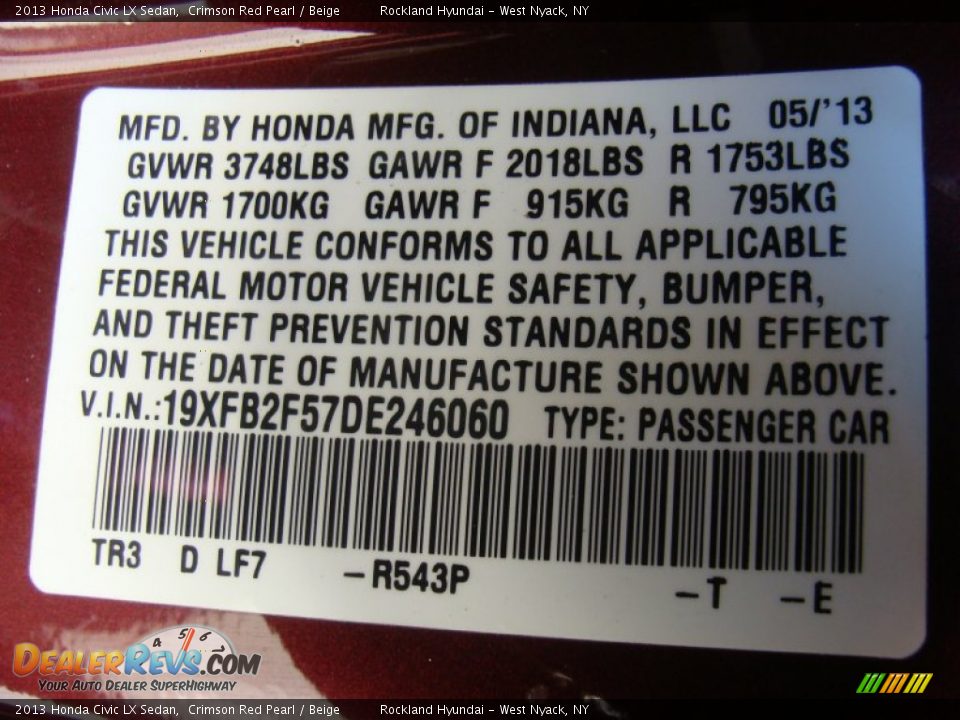 2013 Honda Civic LX Sedan,  Crimson Red Pearl / Beige  Rockland Hyundai - West Nyack, NY
MFD. BY HONDA MFG. OF INDIANA, LLC 05/'13
GVWR 3748LBS GAWR F 2018LBS R 1753LBS
GVWR 1700KG GAWR F 915KG R 795KG
THIS VEHICLE CONFORMS TO ALL APPLICABLE
FEDERAL MOTOR VEHICLE SAFETY, BUMPER,
AND THEFT PREVENTION STANDARDS IN EFFECT
ON THE DATE OF MANUFACTURE SHOWN ABOVE.
V.I.N.:19XFB2F57DE246060 TYPE: PASSENGER CAR
TR3 D LF7 -R543P -T -E
4 5 6
DEALERREVS.COM
YOUR AUTO DEALER SUPERHIGHWAY
2013 Honda Civic LX Sedan,  Crimson Red Pearl / Beige  Rockland Hyundai - West Nyack, NY